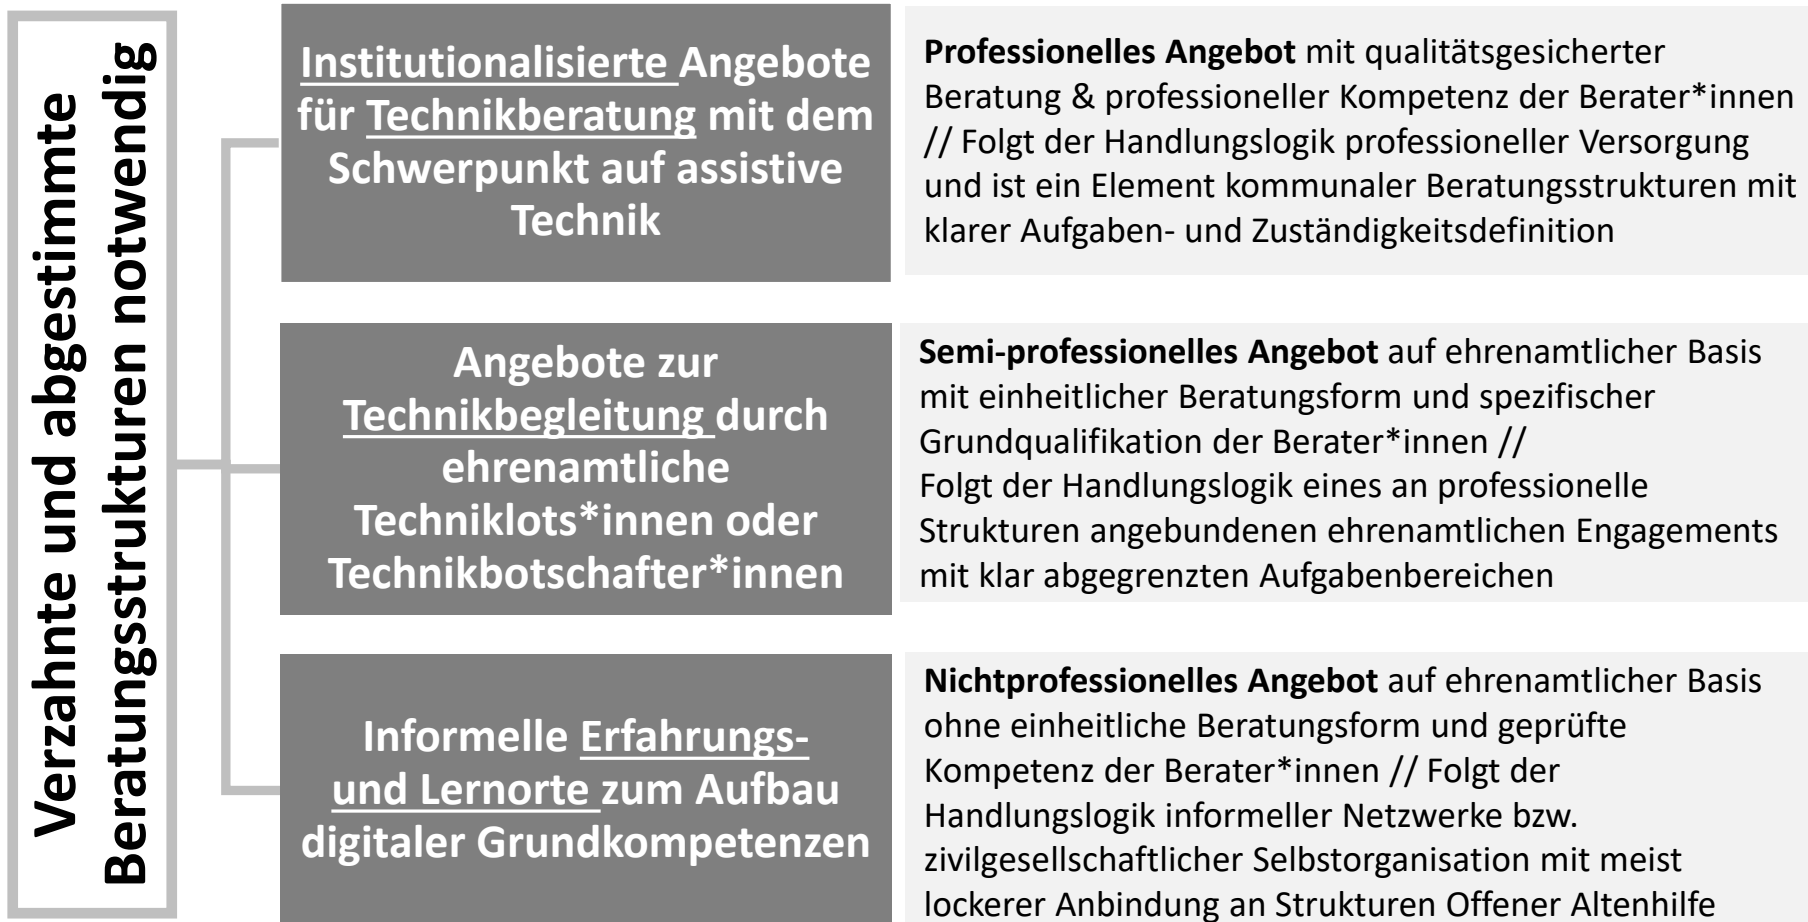 Verzahnte und abgestimmte
Beratungsstrukturen notwendig
Institutionalisierte Angebote
für Technikberatung mit dem
Schwerpunkt auf assistive
Technik
Professionelles Angebot mit qualitätsgesicherter
Beratung & professioneller Kompetenz der Berater*innen
// Folgt der Handlungslogik professioneller Versorgung
und ist ein Element kommunaler Beratungsstrukturen mit
klarer Aufgaben- und Zuständigkeitsdefinition
Angebote zur
Technikbegleitung durch
ehrenamtliche
Techniklots*innen oder
Technikbotschafter*innen
Semi-professionelles Angebot auf ehrenamtlicher Basis
mit einheitlicher Beratungsform und spezifischer
Grundqualifikation der Berater*innen //
Folgt der Handlungslogik eines an professionelle
Strukturen angebundenen ehrenamtlichen Engagements
mit klar abgegrenzten Aufgabenbereichen
Informelle Erfahrungs-
und Lernorte zum Aufbau
digitaler Grundkompetenzen
Nichtprofessionelles Angebot auf ehrenamtlicher Basis
ohne einheitliche Beratungsform und geprüfte
Kompetenz der Berater*innen // Folgt der
Handlungslogik informeller Netzwerke bzw.
zivilgesellschaftlicher Selbstorganisation mit meist
lockerer Anbindung an Strukturen Offener Altenhilfe